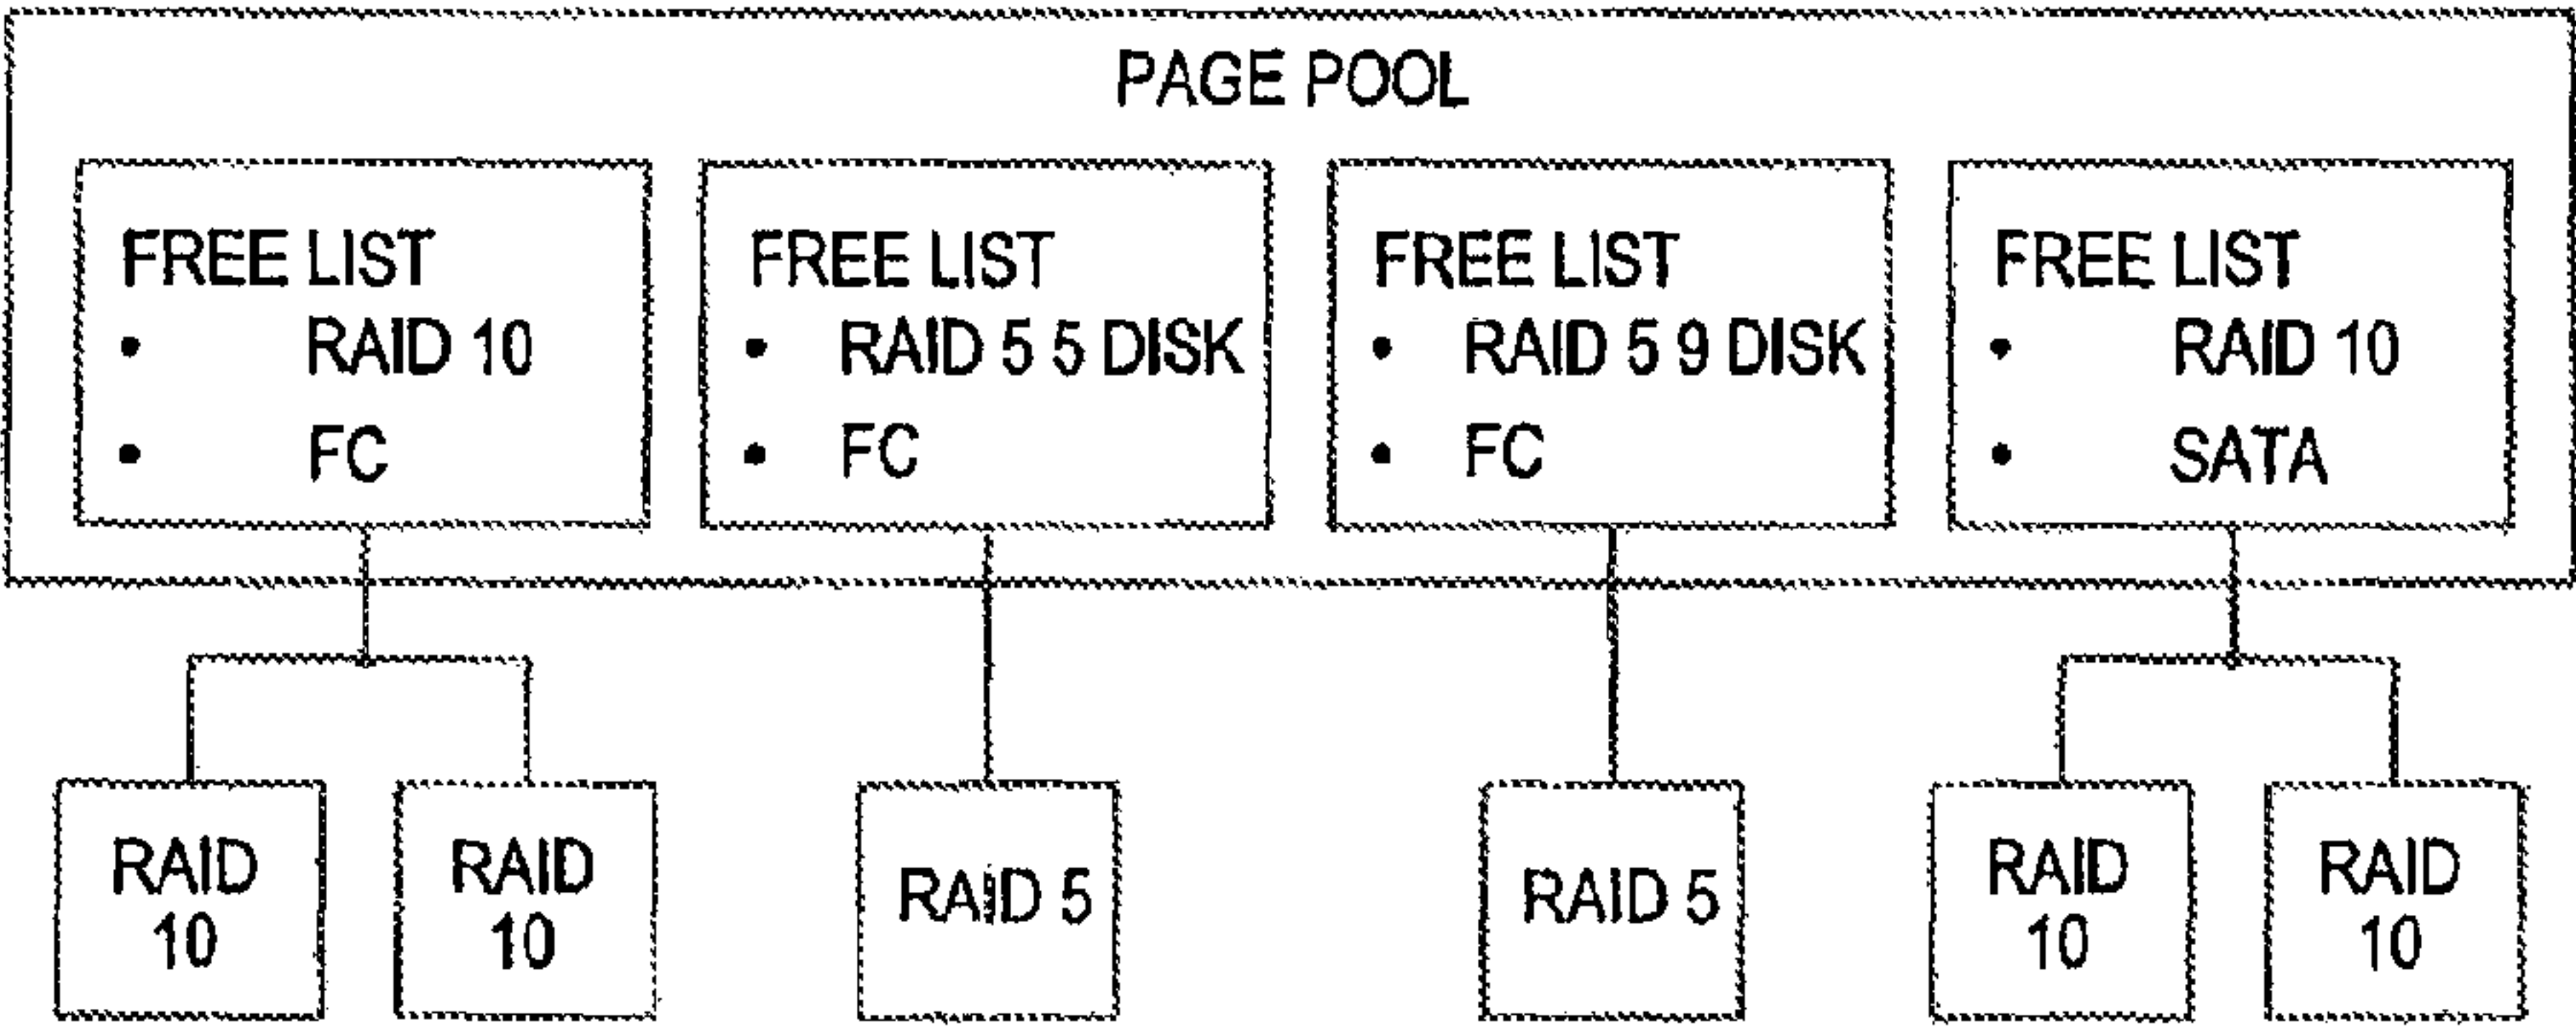 PAGE POOL
FREE LIST
• RAID 10
• FC
FREE LIST
• RAID 5 5 DISK
• FC
FREE LIST
• RAID 5 9 DISK
• FC
FREE LIST
• RAID 10
• SATA
RAID
10
RAID
10
RAID 5
RAID 5
RAID
10
RAID
10